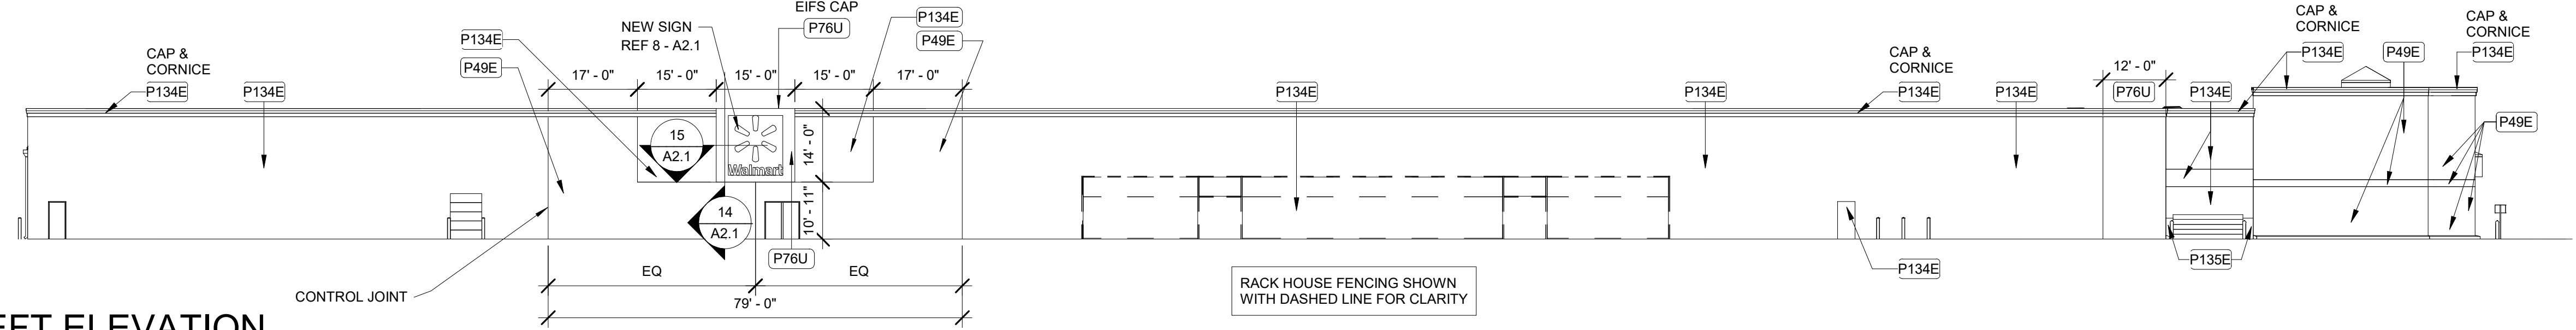 EIFS CAP
P76U
NEW SIGN
REF 8 - A2.1
P134E
P49E
P134E
P49E
CAP &
CORNICE
P134E
P134E
17' - 0"
15' - 0"
15' - 0"
15' - 0"
17' - 0"
15
A2.1
Walmart
14' - 0"
10' - 11"
14
A2.1
P76U
EQ
EQ
79' - 0"
CONTROL JOINT
P134E
RACK HOUSE FENCING SHOWN
WITH DASHED LINE FOR CLARITY
P134E
CAP &
CORNICE
P134E
P134E
P134E
12' - 0"
P76U
P134E
P135E
CAP &
CORNICE
P134E
P49E
CAP &
CORNICE
P134E
P49E
EFT ELEVATION